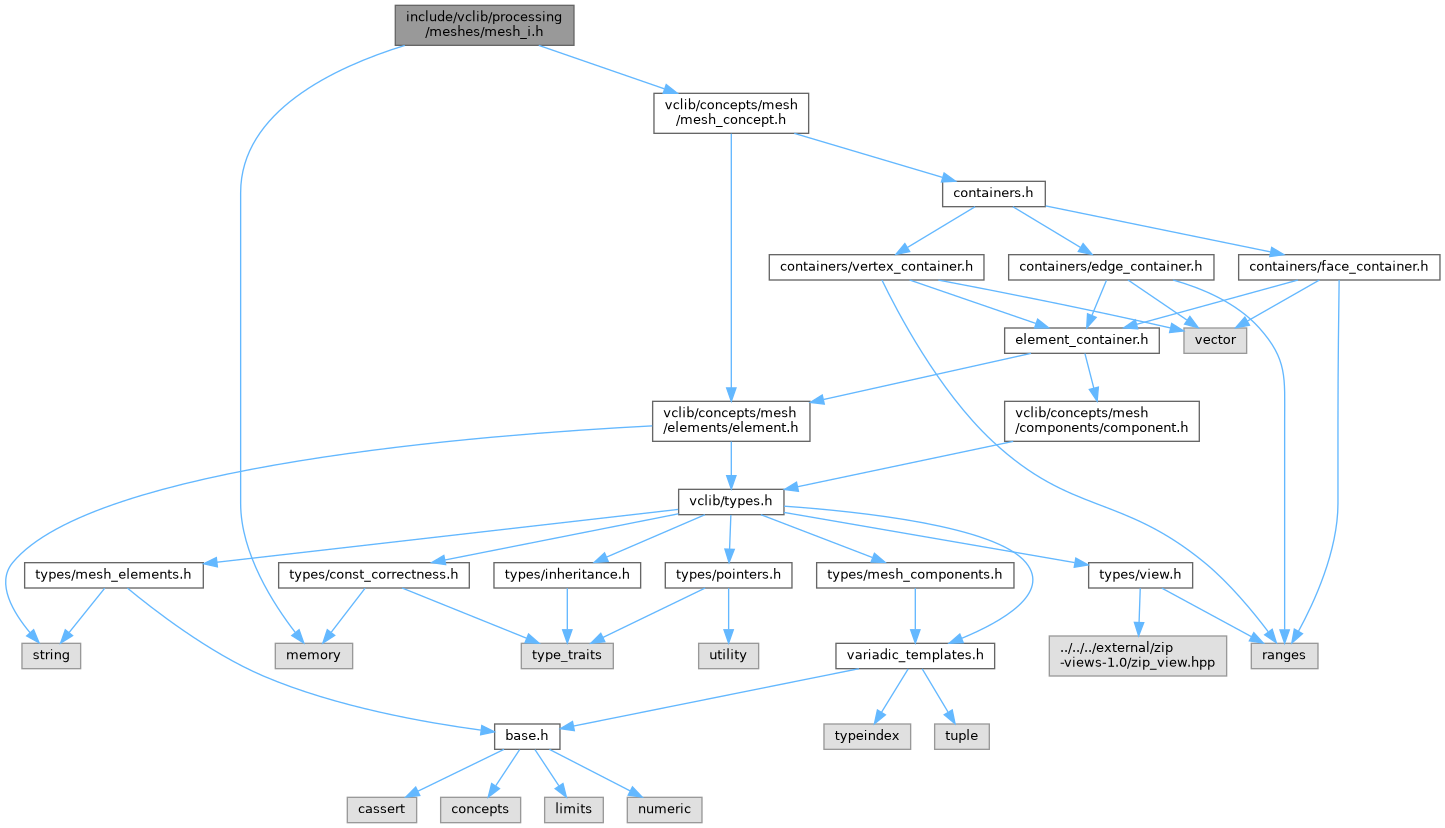 include/vclib/processing
/meshes/mesh_i.h
vclib/concepts/mesh
/mesh_concept.h
containers.h
containers/vertex_container.h
containers/edge_container.h
containers/face_container.h
element_container.h
vector
vclib/concepts/mesh
/elements/element.h
vclib/concepts/mesh
/components/component.h
vclib/types.h
types/mesh_elements.h
types/const_correctness.h
types/inheritance.h
types/pointers.h
types/mesh_components.h
types/view.h
string
memory
type_traits
utility
variadic_templates.h
../../../external/zip
-views-1.0/zip_view.hpp
ranges
base.h
typeindex
tuple
cassert
concepts
limits
numeric